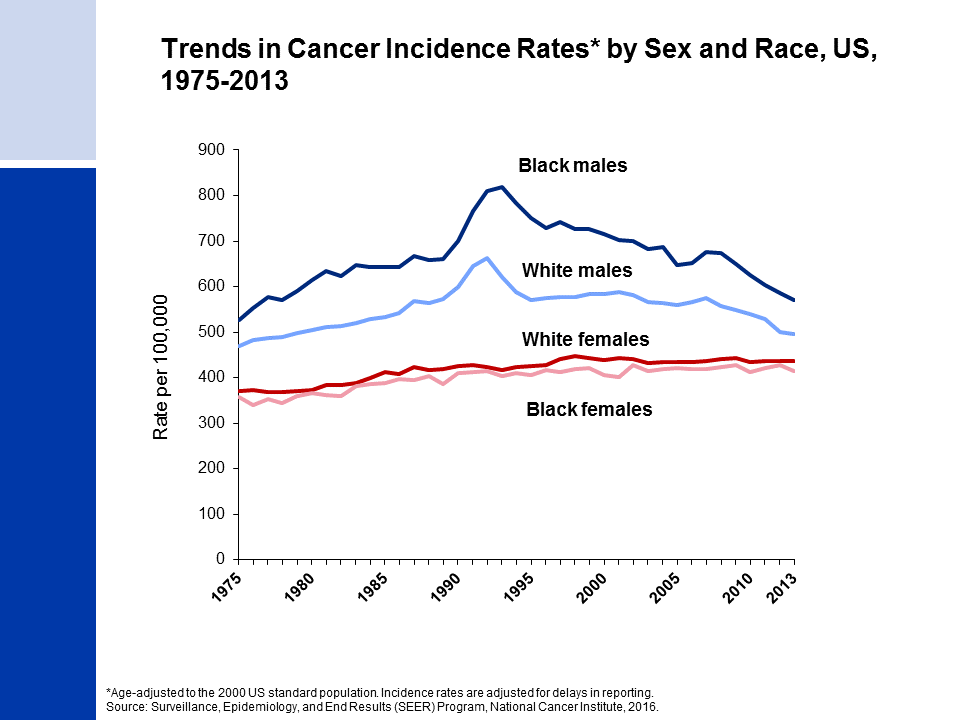 Trends in Cancer Incidence Rates* by Sex and Race, US,
1975-2013
900
800
700
600
500
400
300
200
100
0
Rate per 100,000
Black males
White males
White females
Black females
1975
1980
1985
1990
1995
2000
2005
2010
2013
*Age-adjusted to the 2000 US standard population. Incidence rates are adjusted for delays in reporting.
Source: Surveillance, Epidemiology, and End Results (SEER) Program, National Cancer Institute, 2016.